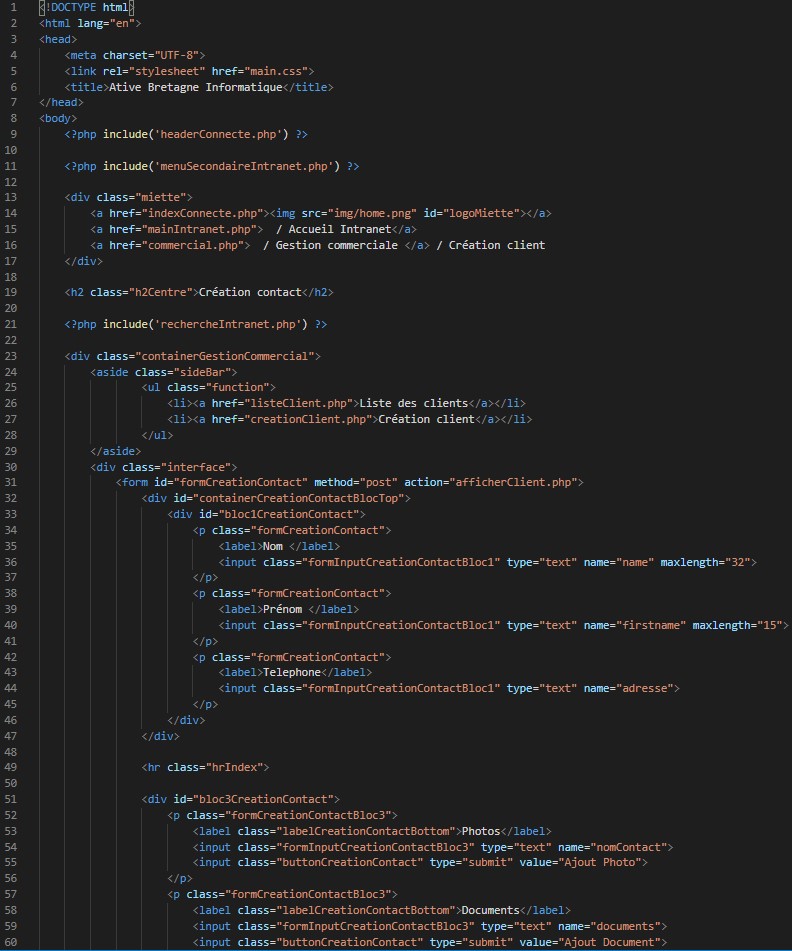 1 <!DOCTYPE html>
2 <html lang="en">
3 <head>
4 <meta charset="UTF-8">
5 <link rel="stylesheet" href="main.css">
6 <title>Ative Bretagne Informatique</title>
7 </head>
8 <body>
9 <?php include('headerConnecte.php') ?>
10
11 <?php include('menuSecondaireIntranet.php') ?>
12
13 <div class="miette">
14 <a href="indexConnecte.php"><img src="img/home.png" id="logoMiette"></a>
15 <a href="mainIntranet.php">  / Accueil Intranet</a>
16 <a href="commercial.php">  / Gestion commerciale </a> / Création client
17 </div>
18
19 <h2 class="h2Centre">Création contact</h2>
20
21 <?php include('rechercheIntranet.php') ?>
22
23 <div class="containerGestionCommercial">
24 <aside class="sideBar">
25 <ul class="function">
26 <li><a href="listeClient.php">Liste des clients</a></li>
27 <li><a href="creationClient.php">Création client</a></li>
28 </ul>
29 </aside>
30 <div class="interface">
31 <form id="formCreationContact" method="post" action="afficherClient.php">
32 <div id="containerCreationContactBlocTop">
33 <div id="bloc1CreationContact">
34 <p class="formCreationContact">
35 <label>Nom </label>
36 <input class="formInputCreationContactBloc1" type="text" name="name" maxlength="32">
37 </p>
38 <p class="formCreationContact">
39 <label>Prénom </label>
40 <input class="formInputCreationContactBloc1" type="text" name="firstname" maxlength="15">
41 </p>
42 <p class="formCreationContact">
43 <label>Telephone</label>
44 <input class="formInputCreationContactBloc1" type="text" name="adresse">
45 </p>
46 </div>
47 </div>
48
49 <hr class="hrIndex">
50
51 <div id="bloc3CreationContact">
52 <p class="formCreationContactBloc3">
53 <label class="labelCreationContactBottom">Photos</label>
54 <input class="formInputCreationContactBloc3" type="text" name="nomContact">
55 <input class="buttonCreationContact" type="submit" value="Ajout Photo">
56 </p>
57 <p class="formCreationContactBloc3">
58 <label class="labelCreationContactBottom">Documents</label>
59 <input class="formInputCreationContactBloc3" type="text" name="documents">
60 <input class="buttonCreationContact" type="submit" value="Ajout Document">